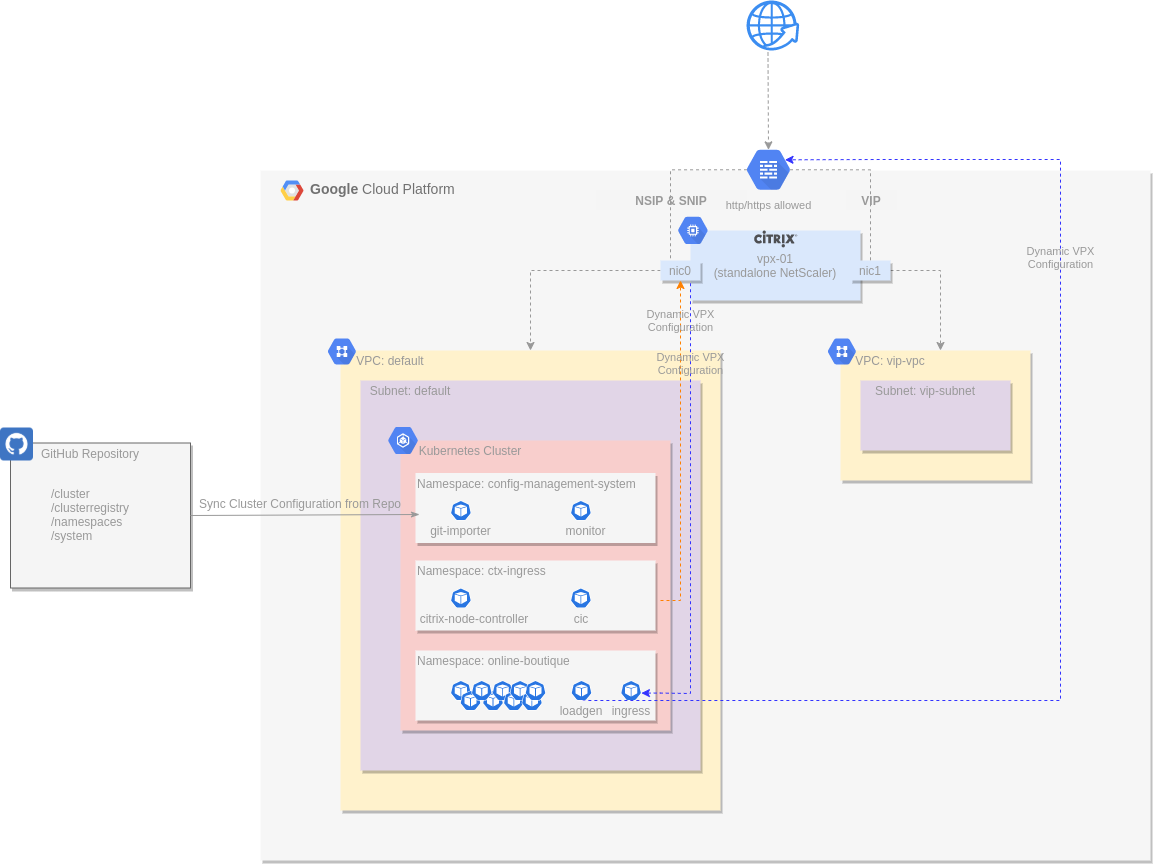 Google Cloud Platform
NSIP & SNIP
http/https allowed
VIP
CİTRIX
vpx-01
(standalone NetScaler)
nic0
nic1
Dynamic VPX
Configuration
Dynamic VPX
Configuration
Dynamic VPX
Configuration
VPC: default
Subnet: default
VPC: vip-vpc
Subnet: vip-subnet
GitHub Repository
/cluster
/clusterregistry
/namespaces
/system
Sync Cluster Configuration from Repo
Kubernetes Cluster
Namespace: config-management-system
git-importer
monitor
Namespace: ctx-ingress
citrix-node-controller
cic
Namespace: online-boutique
loadgen
ingress